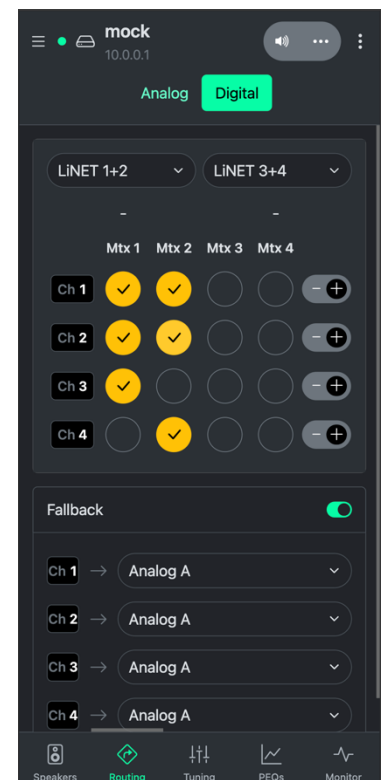 mock
10.0.0.1
Analog Digital
LiNET 1+2 LiNET 3+4
- -
Mtx 1 Mtx 2 Mtx 3 Mtx 4
Ch 1 - +
Ch 2 - +
Ch 3 - +
Ch 4 - +
Fallback
Ch 1 → Analog A
Ch 2 → Analog A
Ch 3 → Analog A
Ch 4 → Analog A
Speakers Routing Tuning PEQs Monitor